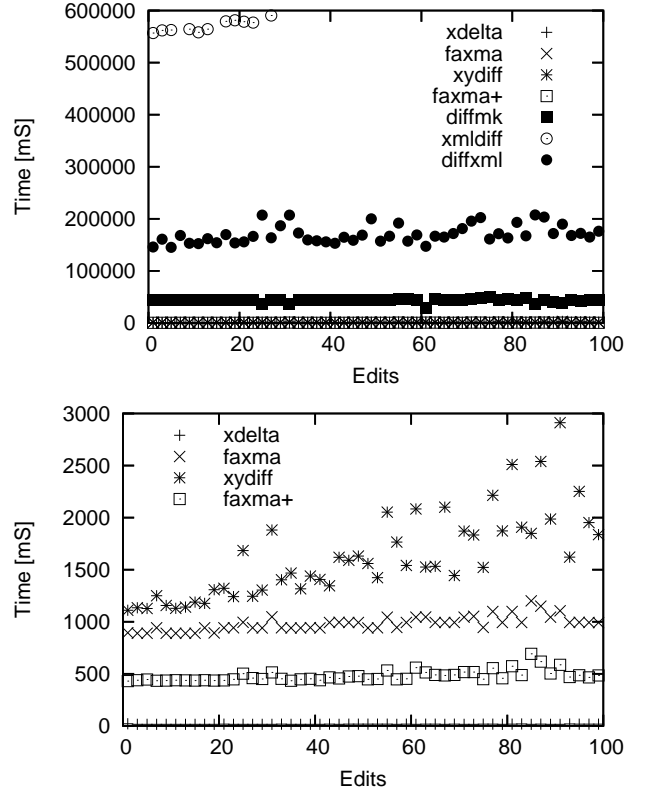 600000
500000
400000
300000
200000
100000
0
Time [mS]
xdelta
faxma
xydiff
faxma+
diffmk
xmldiff
diffxml
0 20 40 60 80 100
Edits
3000
2500
2000
1500
1000
500
0
Time [mS]
xdelta
faxma
xydiff
faxma+
0 20 40 60 80 100
Edits